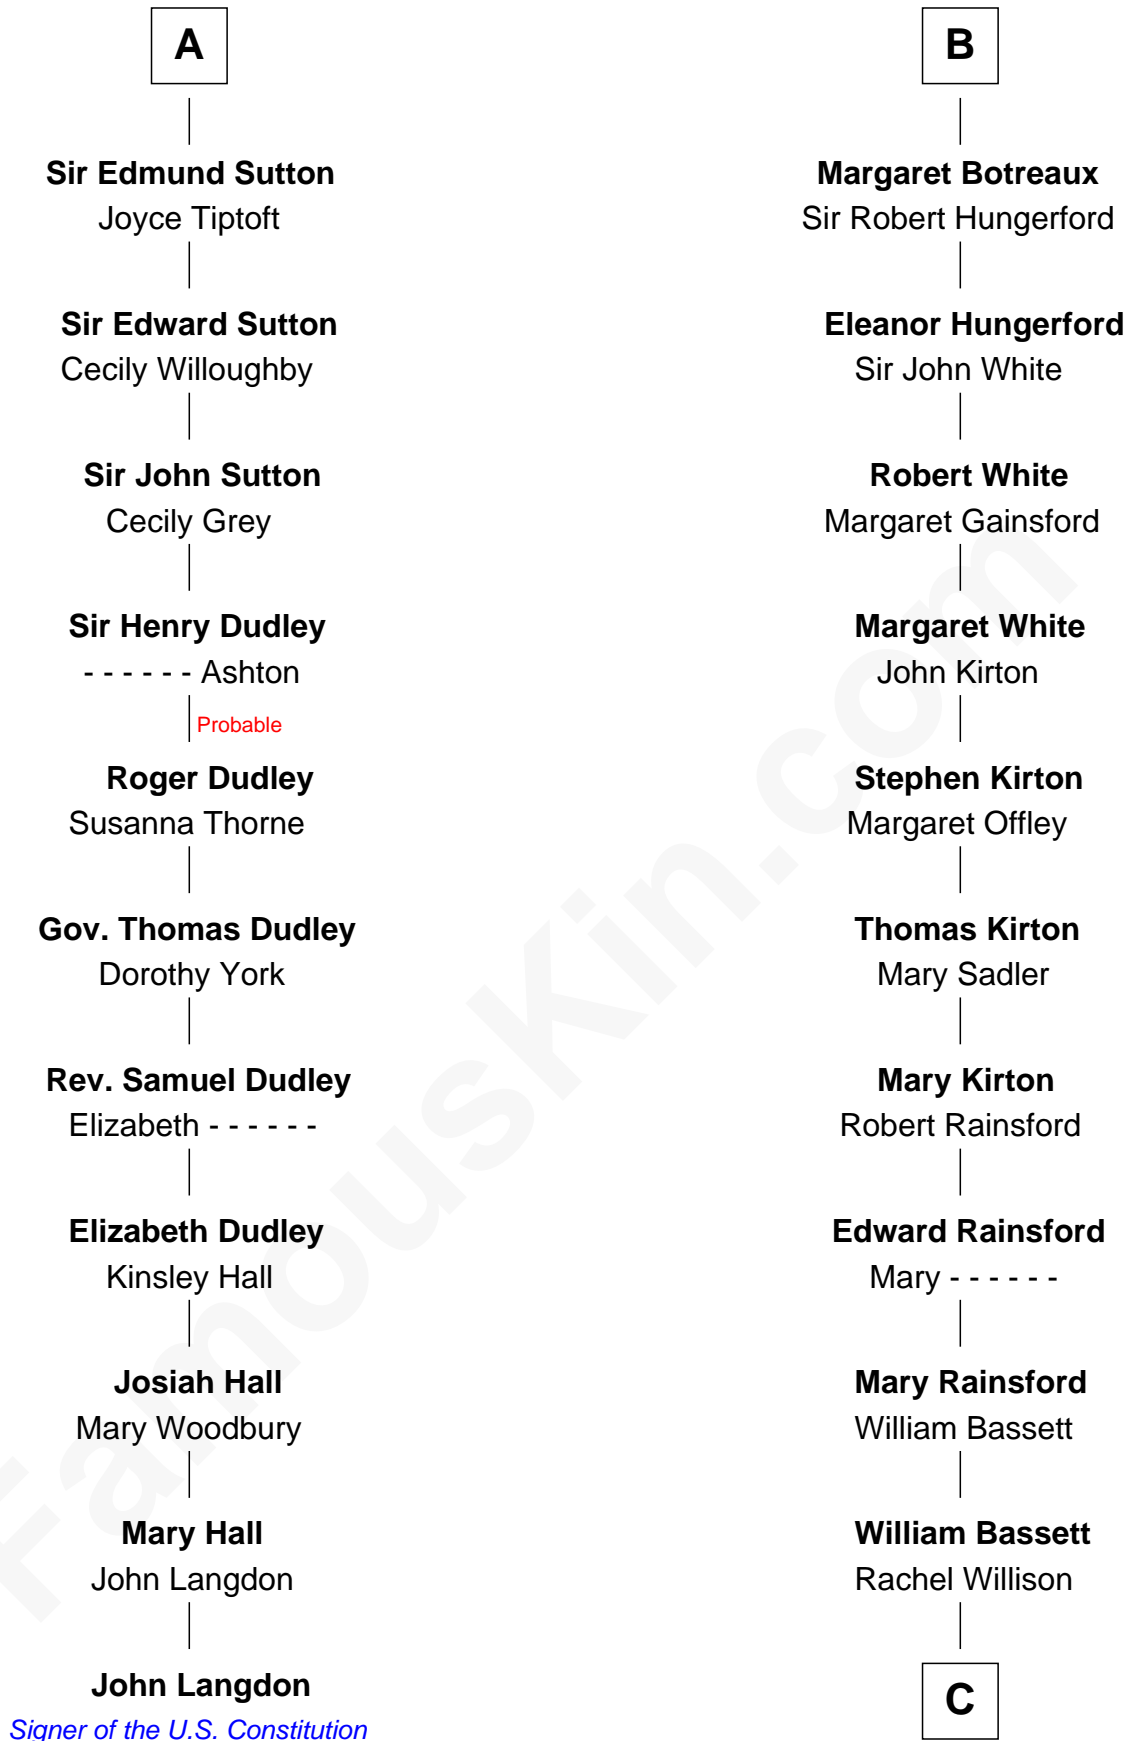 A
Sir Edmund Sutton
Joyce Tiptoft
Sir Edward Sutton
Cecily Willoughby
Sir John Sutton
Cecily Grey
Sir Henry Dudley
- - - - - - Ashton
Probable
Roger Dudley
Susanna Thorne
Gov. Thomas Dudley
Dorothy York
Rev. Samuel Dudley
Elizabeth - - - - - -
Elizabeth Dudley
Kinsley Hall
Josiah Hall
Mary Woodbury
Mary Hall
John Langdon
John Langdon
Signer of the U.S. Constitution
B
Margaret Botreaux
Sir Robert Hungerford
Eleanor Hungerford
Sir John White
Robert White
Margaret Gainsford
Margaret White
John Kirton
Stephen Kirton
Margaret Offley
Thomas Kirton
Mary Sadler
Mary Kirton
Robert Rainsford
Edward Rainsford
Mary - - - - - -
Mary Rainsford
William Bassett
William Bassett
Rachel Willison
C
FamousKin.com